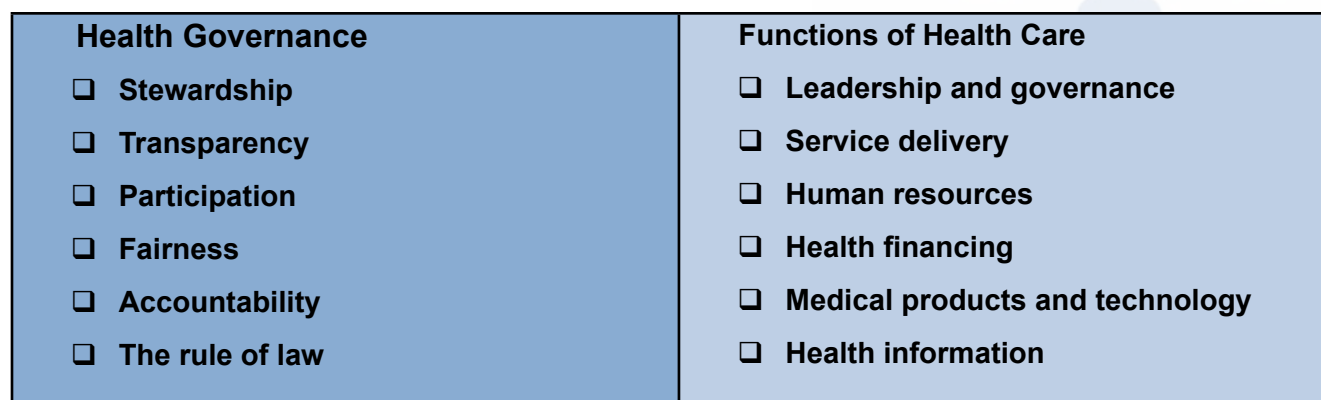 Health Governance
❑ Stewardship
❑ Transparency
❑ Participation
❑ Fairness
❑ Accountability
❑ The rule of law
Functions of Health Care
❑ Leadership and governance
❑ Service delivery
❑ Human resources
❑ Health financing
❑ Medical products and technology
❑ Health information